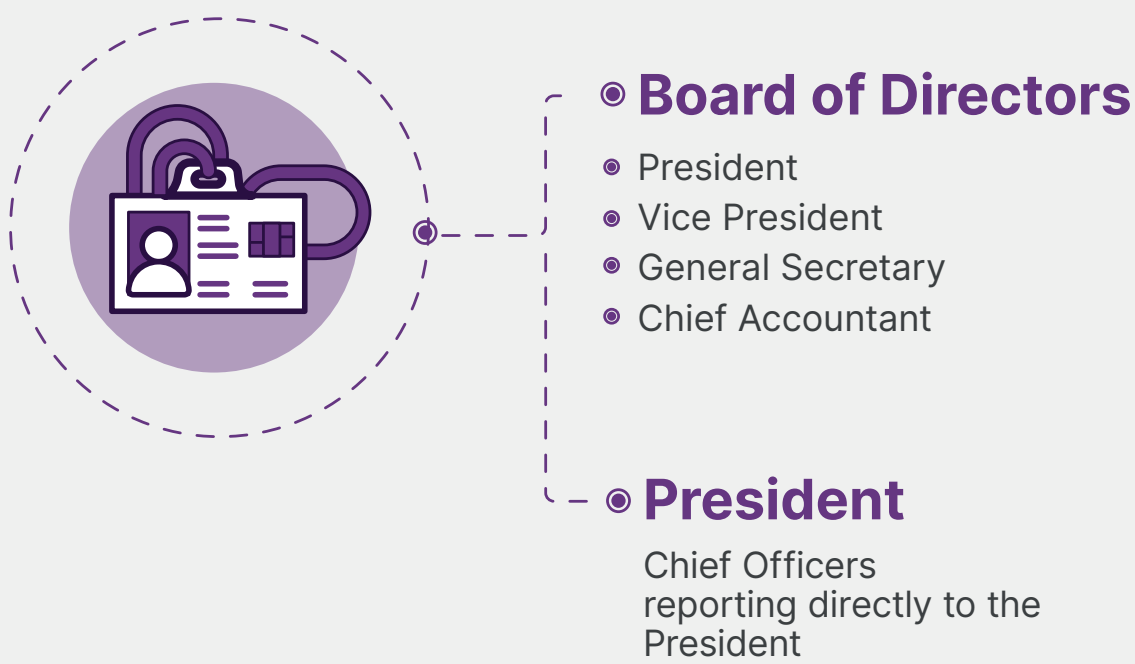 Board of Directors
President
Vice President
General Secretary
Chief Accountant
President
Chief Officers
reporting directly to the
President